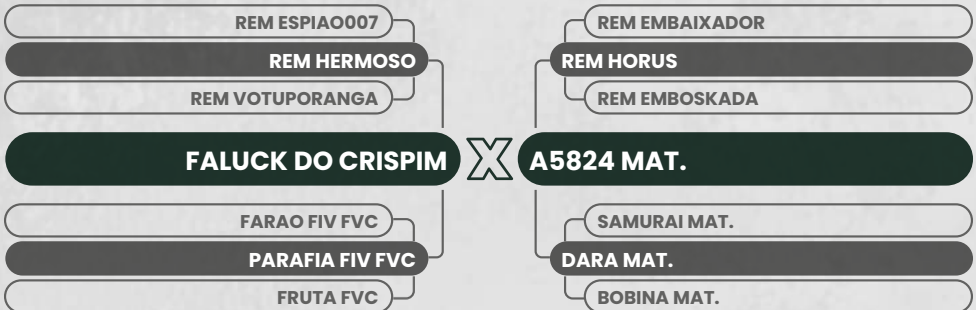 REM ESPIAO007
REM HERMOSO
REM VOTUPORANGA
FALUCK DO CRISPIM
FARAO FIV FVC
PARAFIA FIV FVC
FRUTA FVC
X
REM EMBAIXADOR
REM HORUS
REM EMBOSKADA
A5824 MAT.
SAMURAI MAT.
DARA MAT.
BOBINA MAT.